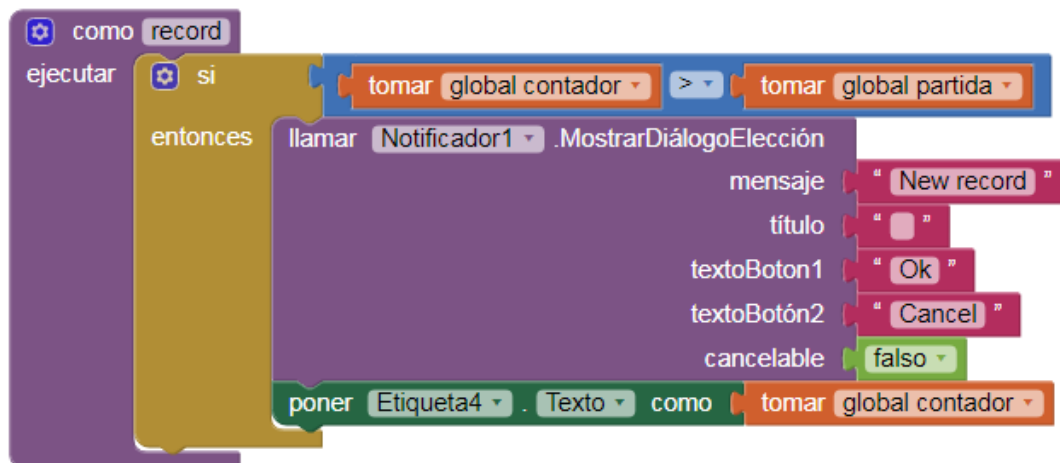 como record
ejecutar si tomar global contador > tomar global partida
entonces llamar Notificador1 .MostrarDiálogoElección
mensaje " New record "
título " "
textoBoton1 " Ok "
textoBotón2 " Cancel "
cancelable falso
poner Etiqueta4 . Texto como tomar global contador